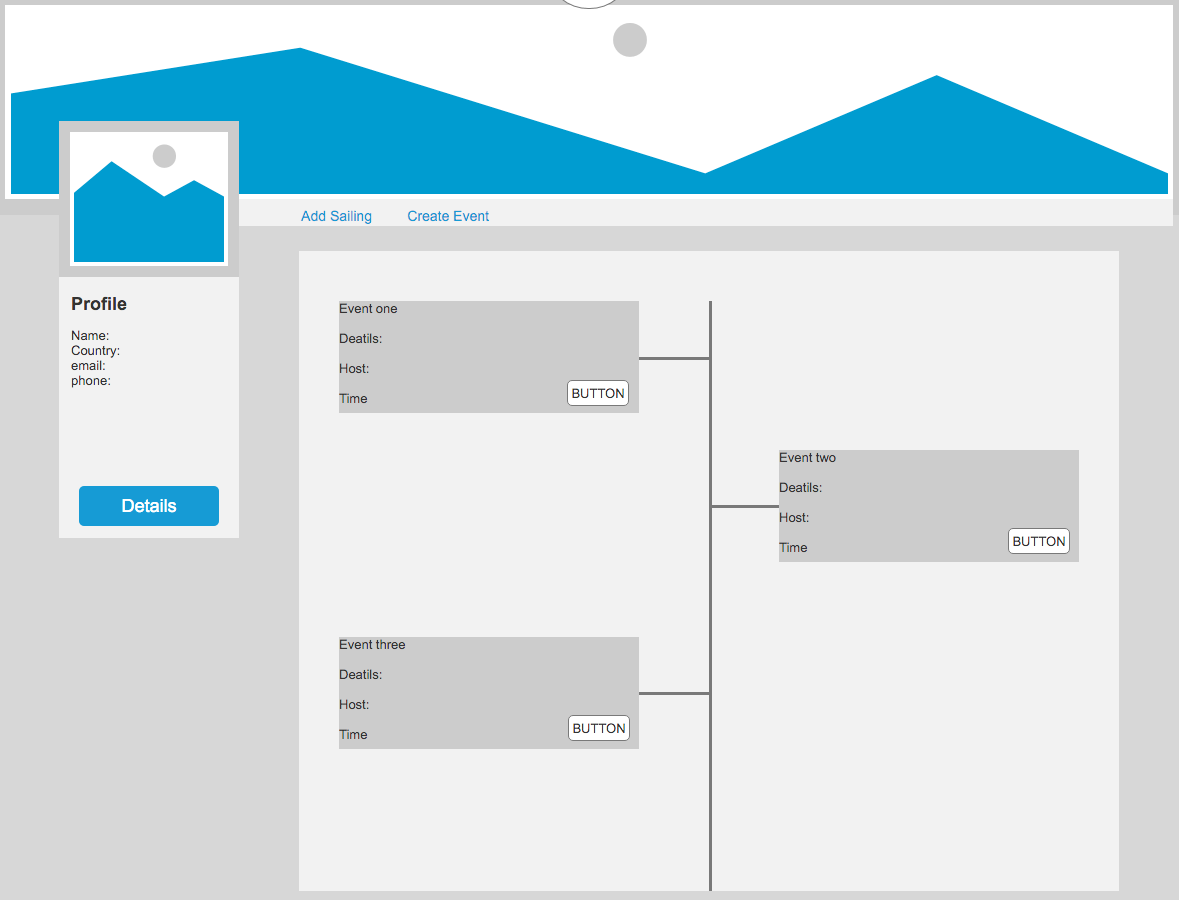 Add Sailing Create Event
Profile
Name:
Country:
email:
phone:
Details
Event one
Deatils:
Host:
Time
BUTTON
Event two
Deatils:
Host:
Time
BUTTON
Event three
Deatils:
Host:
Time
BUTTON